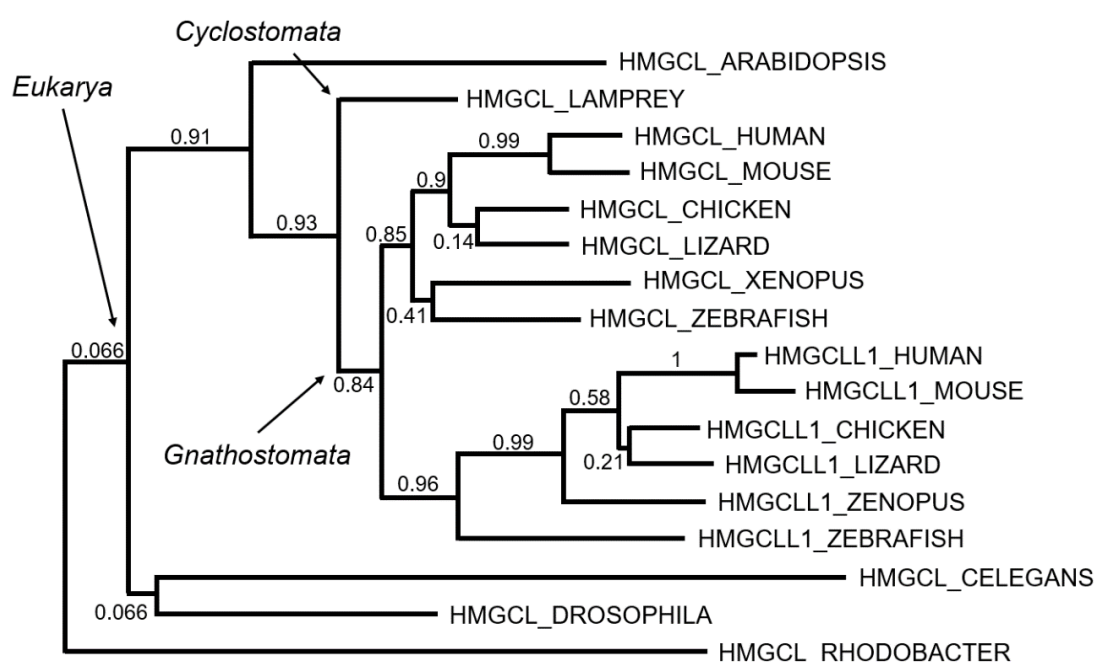 Cyclostomata
Eukarya
HMGCL_ARABIDOPSIS
HMGCL_LAMPREY
0.91
0.99
HMGCL_HUMAN
HMGCL_MOUSE
0.9
HMGCL_CHICKEN
0.93
0.85
0.14
HMGCL_LIZARD
HMGCL_XENOPUS
0.41
HMGCL_ZEBRAFISH
0.066
HMGCLL1_HUMAN
1
0.84
HMGCLL1_MOUSE
0.58
HMGCLL1_CHICKEN
Gnathostomata
0.99
0.21
HMGCLL1_LIZARD
0.96
HMGCLL1_ZENOPUS
HMGCLL1_ZEBRAFISH
HMGCL_CELEGANS
0.066
HMGCL_DROSOPHILA
HMGCL_RHODOBACTER